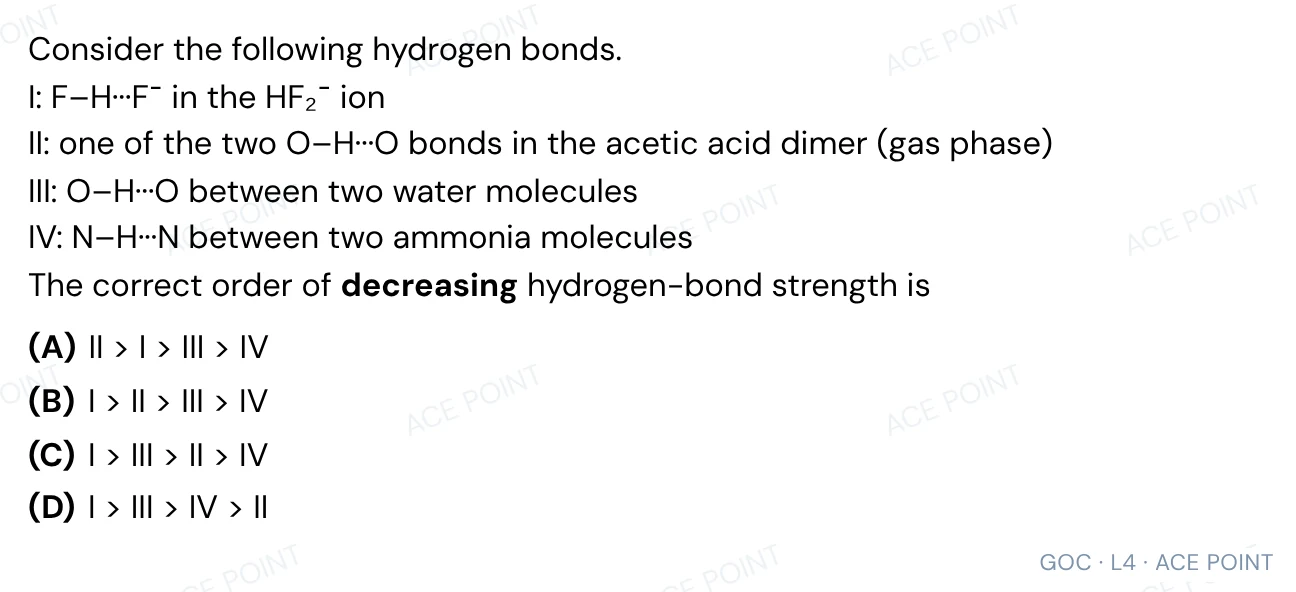 Consider the following hydrogen bonds.
I: F–H···F⁻ in the HF₂⁻ ion
II: one of the two O–H···O bonds in the acetic acid dimer (gas phase)
III: O–H···O between two water molecules
IV: N–H···N between two ammonia molecules
The correct order of decreasing hydrogen-bond strength is
(A) II > I > III > IV
(B) I > II > III > IV
(C) I > III > II > IV
(D) I > III > IV > II
GOC · L4 · ACE POINT